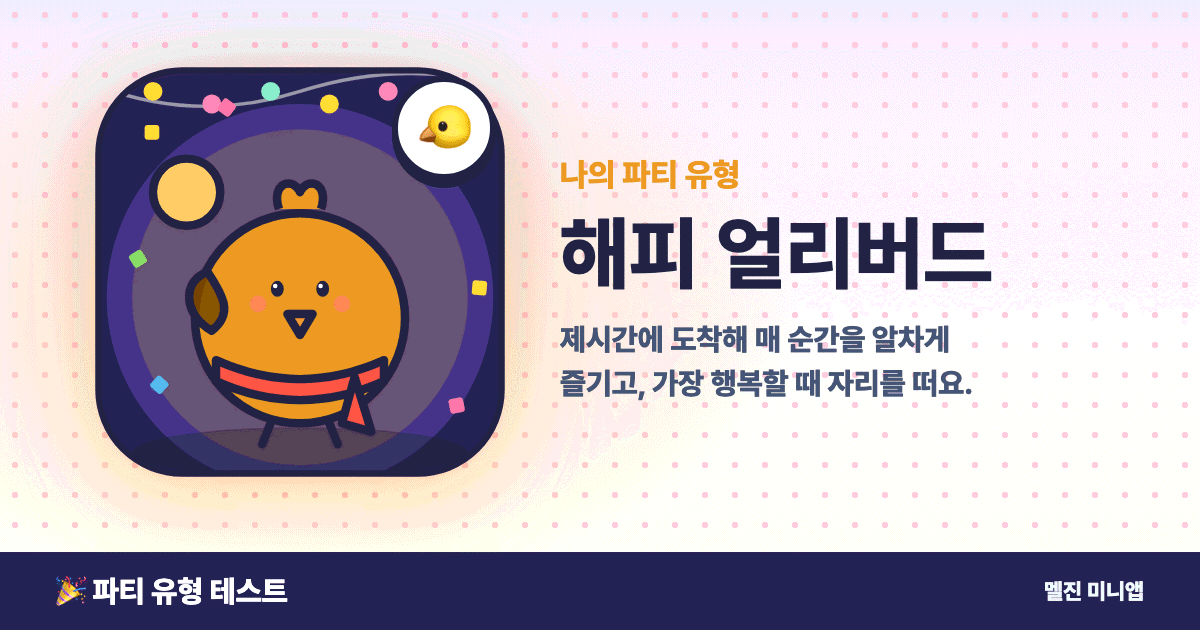 나의 파티 유형
해피 얼리버드
제시간에 도착해 매 순간을 알차게
즐기고, 가장 행복할 때 자리를 떠요.
🎉 파티 유형 테스트
멜진 미니앱